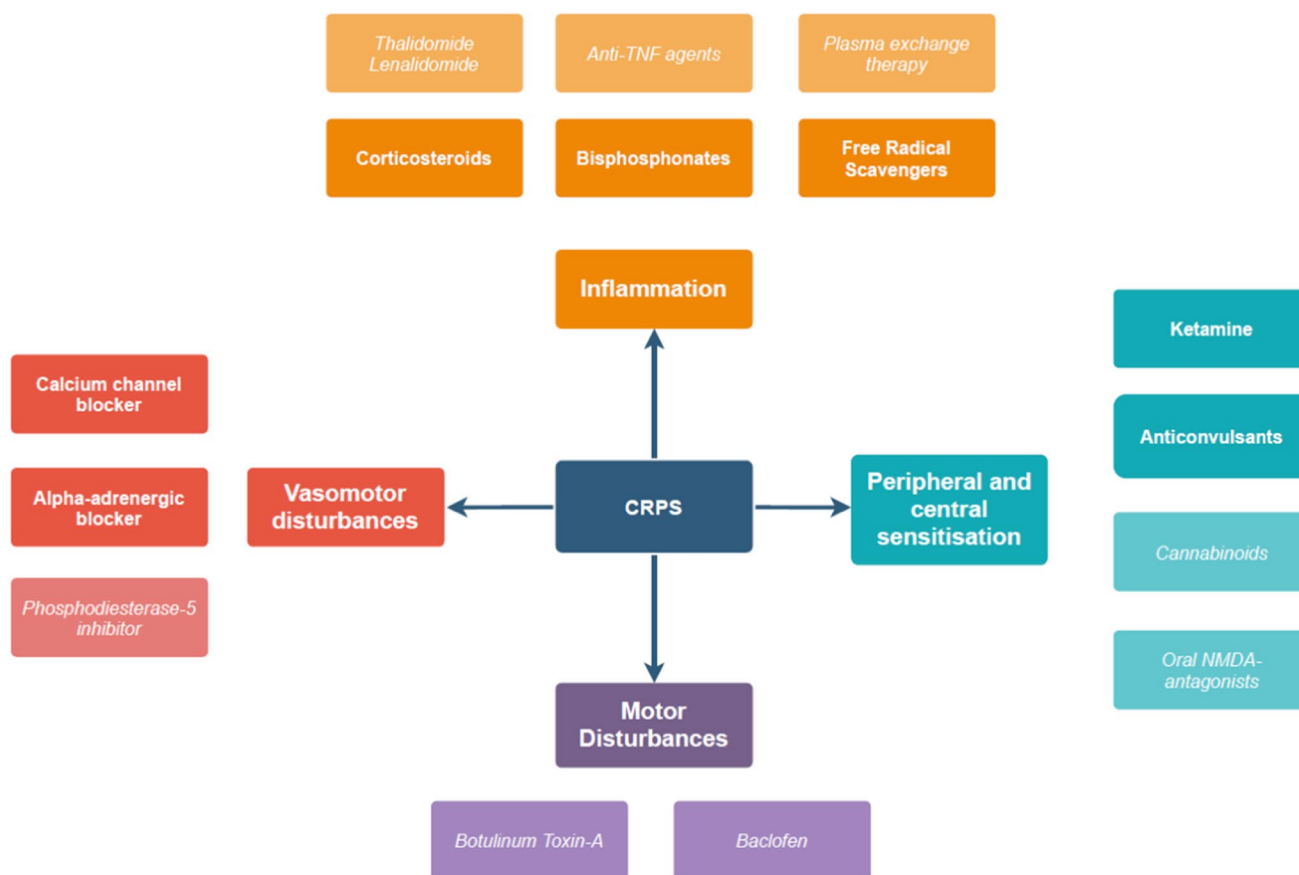 Thalidomide
Lenalidomide
Anti-TNF agents
Plasma exchange
therapy
Corticosteroids
Bisphosphonates
Free Radical
Scavengers
Inflammation
Ketamine
Calcium channel
blocker
Anticonvulsants
Alpha-adrenergic
blocker
Vasomotor
disturbances
CRPS
Peripheral and
central
sensitisation
Cannabinoids
Phosphodiesterase-5
inhibitor
Oral NMDA-
antagonists
Motor
Disturbances
Botulinum Toxin-A
Baclofen